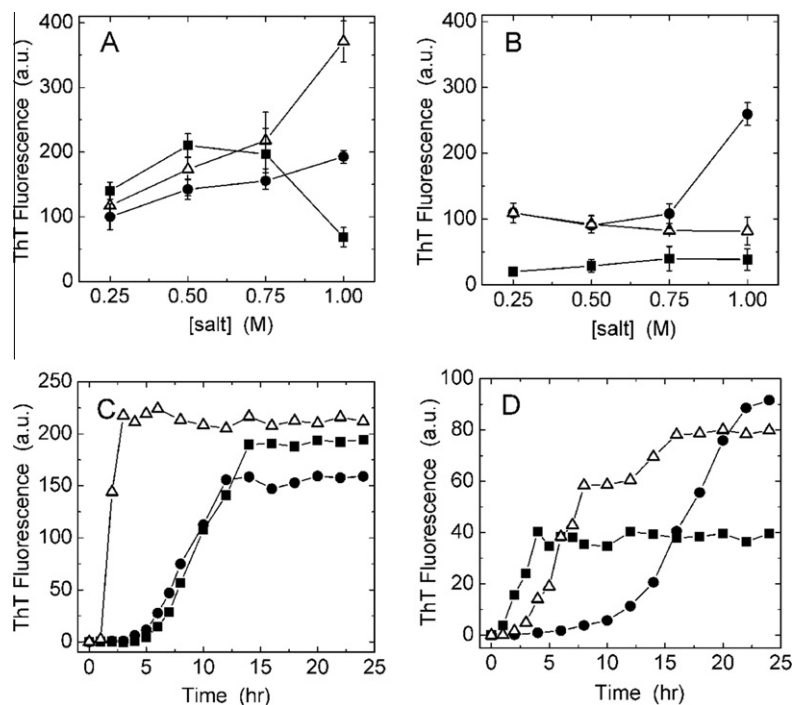 A
ThT Fluorescence (a.u.)
400
300
200
100
0
0.25 0.50 0.75 1.00
[salt] (M)
B
ThT Fluorescence (a.u.)
400
300
200
100
0
0.25 0.50 0.75 1.00
[salt] (M)
C
ThT Fluorescence (a.u.)
250
200
150
100
50
0
0 5 10 15 20 25
Time (hr)
D
ThT Fluorescence (a.u.)
100
80
60
40
20
0
0 5 10 15 20 25
Time (hr)